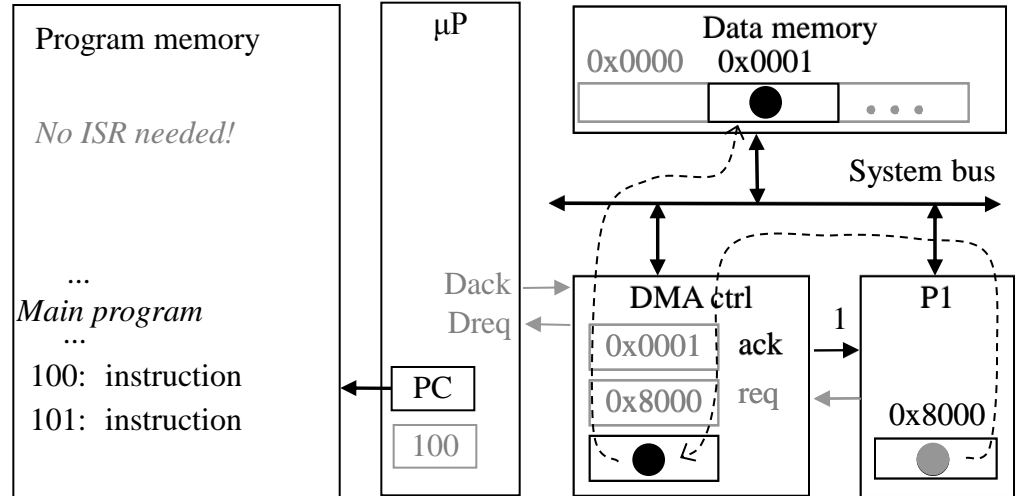 Program memory
No ISR needed!
...
Main program
...
100: instruction
101: instruction
μP
Dack
Dreq
PC
100
Data memory
0x0000 0x0001
...
System bus
DMA ctrl
0x0001
ack
0x8000
req
1
P1
0x8000